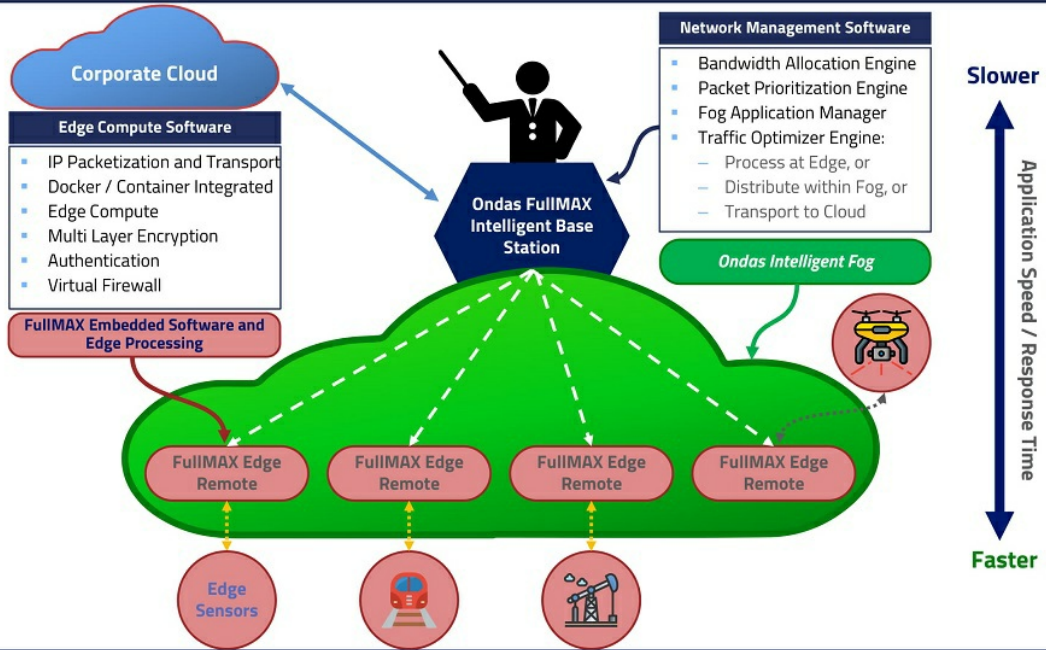 Corporate Cloud
Edge Compute Software
IP Packetization and Transport
Docker / Container Integrated
Edge Compute
Multi Layer Encryption
Authentication
Virtual Firewall
FullMAX Embedded Software and
Edge Processing
Ondas FullMAX
Intelligent Base
Station
Network Management Software
Bandwidth Allocation Engine
Packet Prioritization Engine
Fog Application Manager
Traffic Optimizer Engine:
– Process at Edge, or
– Distribute within Fog, or
– Transport to Cloud
Ondas Intelligent Fog
Slower
Application Speed / Response Time
Faster
FullMAX Edge
Remote
FullMAX Edge
Remote
FullMAX Edge
Remote
FullMAX Edge
Remote
Edge
Sensors